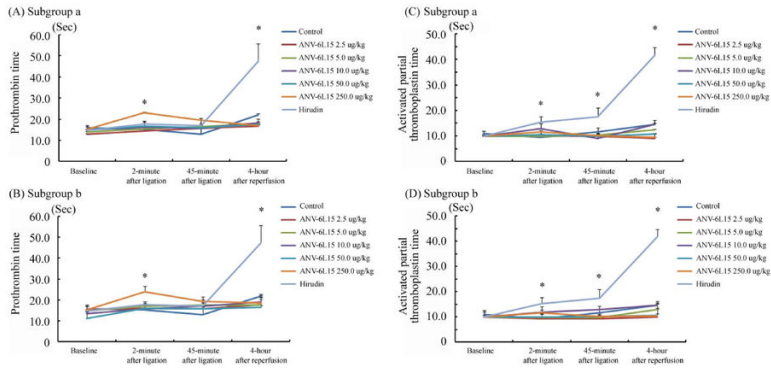 (A) Subgroup a
(Sec)
60.0
50.0
40.0
30.0
20.0
10.0
Prothrombin time
*
*
Baseline
2-minute
after ligation
45-minute
after ligation
4-hour
after reperfusion
Control
ANV-6L15 2.5 ug/kg
ANV-6L15 5.0 ug/kg
ANV-6L15 10.0 ug/kg
ANV-6L15 50.0 ug/kg
ANV-6L15 250.0 ug/kg
Hirudin
(C) Subgroup a
(Sec)
50.0
40.0
30.0
20.0
10.0
0.0
Activated partial
thromboplastin time
*
*
*
Baseline
2-minute
after ligation
45-minute
after ligation
4-hour
after reperfusion
Control
ANV-6L15 2.5 ug/kg
ANV-6L15 5.0 ug/kg
ANV-6L15 10.0 ug/kg
ANV-6L15 50.0 ug/kg
ANV-6L15 250.0 ug/kg
Hirudin
(B) Subgroup b
(Sec)
60.0
50.0
40.0
30.0
20.0
10.0
0.0
Prothrombin time
*
*
Baseline
2-minute
after ligation
45-minute
after ligation
4-hour
after reperfusion
Control
ANV-6L15 2.5 ug/kg
ANV-6L15 5.0 ug/kg
ANV-6L15 10.0 ug/kg
ANV-6L15 50.0 ug/kg
ANV-6L15 250.0 ug/kg
Hirudin
(D) Subgroup b
(Sec)
50.0
40.0
30.0
20.0
10.0
0.0
Activated partial
thromboplastin time
*
*
*
Baseline
2-minute
after ligation
45-minute
after ligation
4-hour
after reperfusion
Control
ANV-6L15 2.5 ug/kg
ANV-6L15 5.0 ug/kg
ANV-6L15 10.0 ug/kg
ANV-6L15 50.0 ug/kg
ANV-6L15 250.0 ug/kg
Hirudin